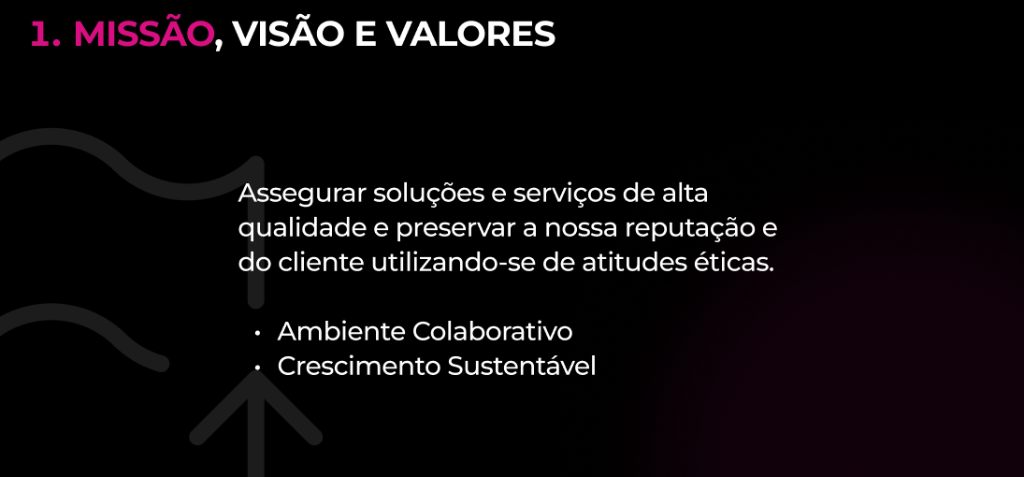 1. MISSÃO, VISÃO E VALORES
Assegurar soluções e serviços de alta
qualidade e preservar a nossa reputação e
do cliente utilizando-se de atitudes éticas.
• Ambiente Colaborativo
• Crescimento Sustentável